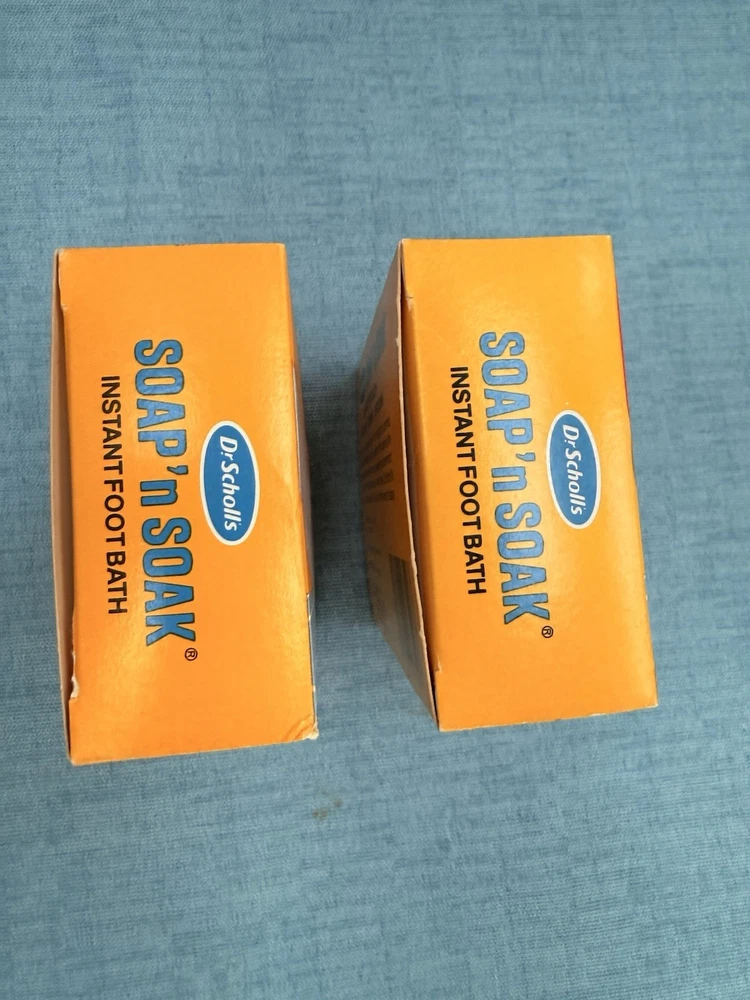 Dr. Scholl's
SOAP'n SOAK®
INSTANT FOOT BATH
Dr. Scholl's
SOAP'n SOAK®
INSTANT FOOT BATH